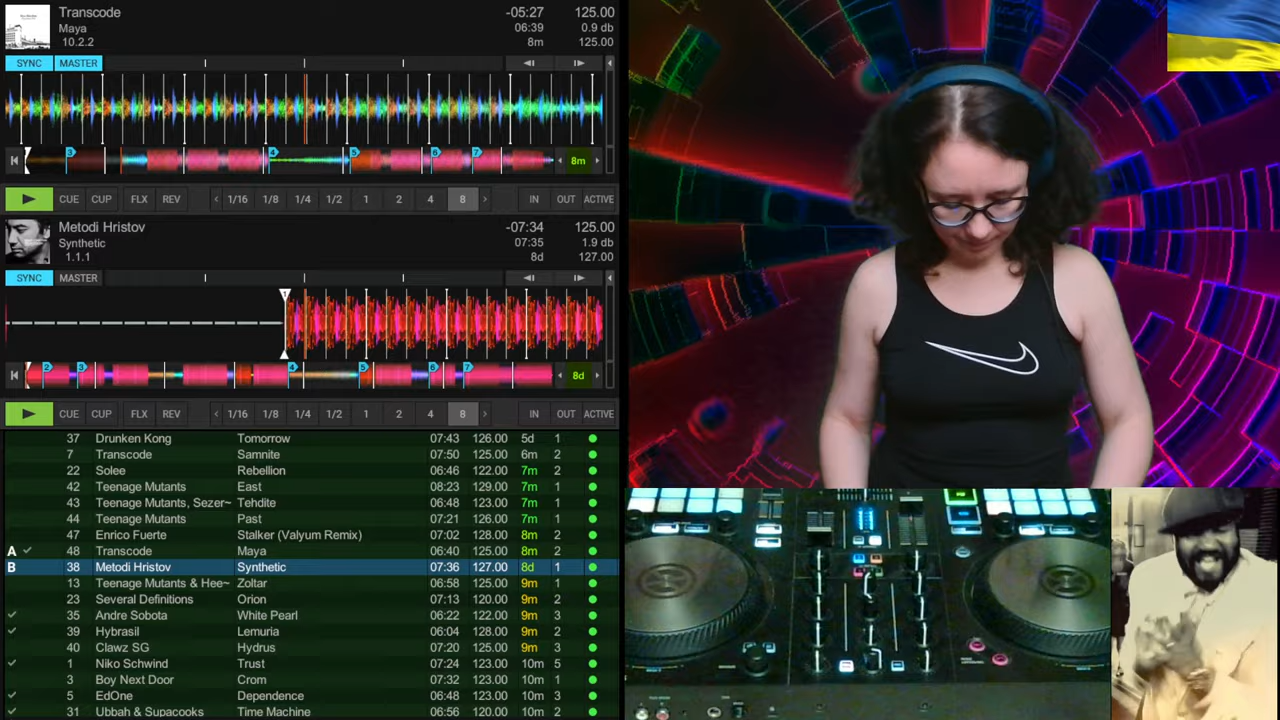 Transcode -05:27 125.00
Maya 06:39 0.9 db
10.2.2 8m 125.00
SYNC MASTER
3 4 5 6 7 8m
CUE CUP FLX REV 1/16 1/8 1/4 1/2 1 2 4 8 IN OUT ACTIVE
Metodi Hristov -07:34 125.00
Synthetic 07:35 1.9 db
1.1.1 8d 127.00
SYNC MASTER
1
2 3 4 5 6 7 8d
CUE CUP FLX REV 1/16 1/8 1/4 1/2 1 2 4 8 IN OUT ACTIVE
37 Drunken Kong Tomorrow 07:43 126.00 5d 1
7 Transcode Samnite 07:50 125.00 6m 2
22 Solee Rebellion 06:46 122.00 7m 2
42 Teenage Mutants East 08:23 129.00 7m 1
43 Teenage Mutants, Sezer~ Tehdite 06:48 123.00 7m 1
44 Teenage Mutants Past 07:21 126.00 7m 1
47 Enrico Fuerte Stalker (Valyum Remix) 07:02 128.00 8m 2
A 48 Transcode Maya 06:40 125.00 8m 2
B 38 Metodi Hristov Synthetic 07:36 127.00 8d 1
13 Teenage Mutants & Hee~ Zoltar 06:58 125.00 9m 1
23 Several Definitions Orion 07:13 120.00 9m 2
35 Andre Sobota White Pearl 06:22 122.00 9m 3
39 Hybrasil Lemuria 06:04 128.00 9m 2
40 Clawz SG Hydrus 07:20 125.00 9m 3
1 Niko Schwind Trust 07:24 123.00 10m 5
3 Boy Next Door Crom 07:32 123.00 10m 1
5 EdOne Dependence 06:48 123.00 10m 3
31 Ubbah & Supacooks Time Machine 06:56 120.00 10m 2